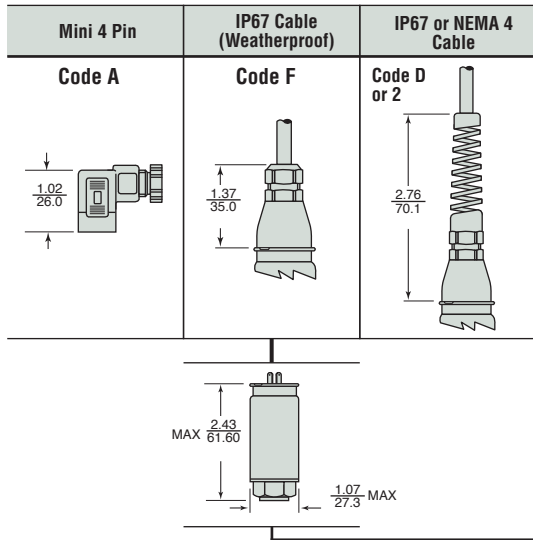 Mini 4 Pin
IP67 Cable
(Weatherproof)
IP67 or NEMA 4
Cable
Code A
Code F
Code D
or 2
1.02
26.0
1.37
35.0
2.76
70.1
MAX 2.43
61.60
1.07 MAX
27.3